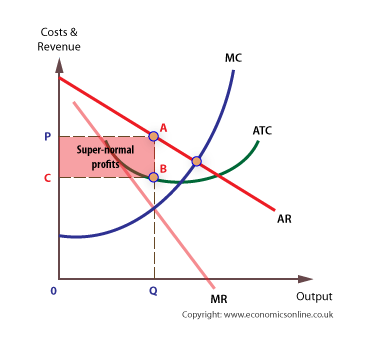 Costs &
Revenue
MC
A
P
ATC
Super-normal
profits
B
C
AR
0
Q
Output
MR
Copyright: www.economicsonline.co.uk